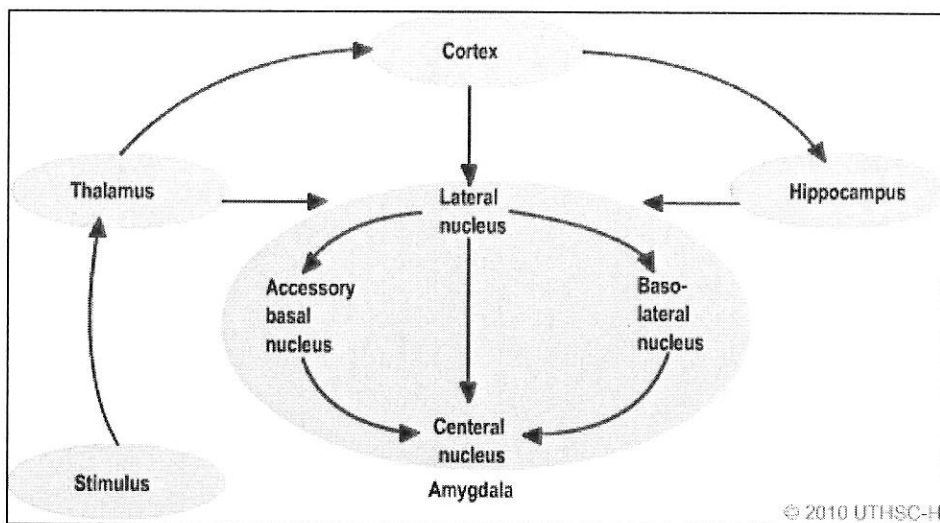 Cortex
Thalamus
Hippocampus
Lateral
nucleus
Accessory
basal
nucleus
Baso-
lateral
nucleus
Centeral
nucleus
Amygdala
Stimulus
© 2010 UTHSC-H